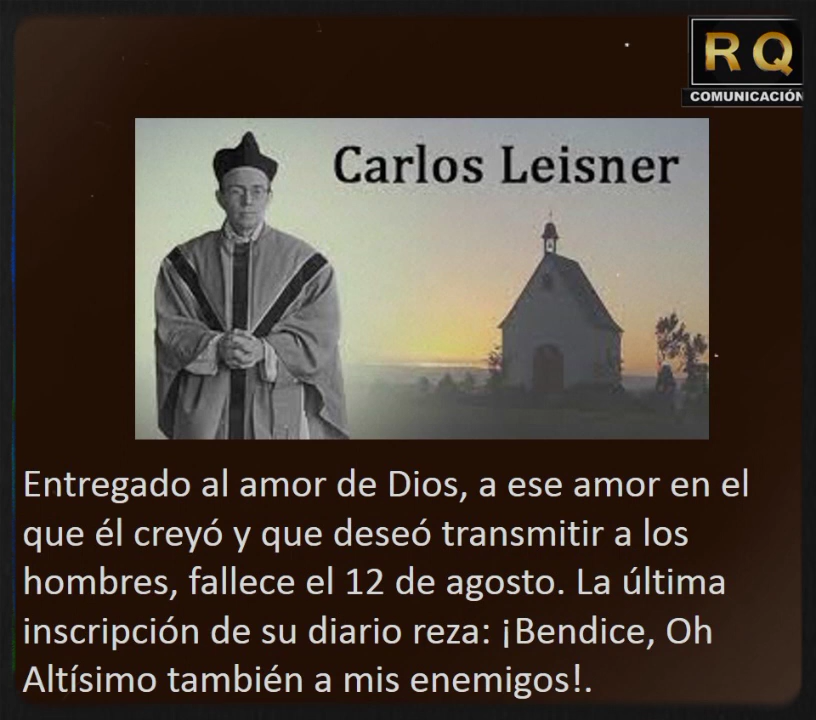 RQ
COMUNICACIÓN
Carlos Leisner
Entregado al amor de Dios, a ese amor en el
que él creyó y que deseó transmitir a los
hombres, fallece el 12 de agosto. La última
inscripción de su diario reza: ¡Bendice, Oh
Altísimo también a mis enemigos!.